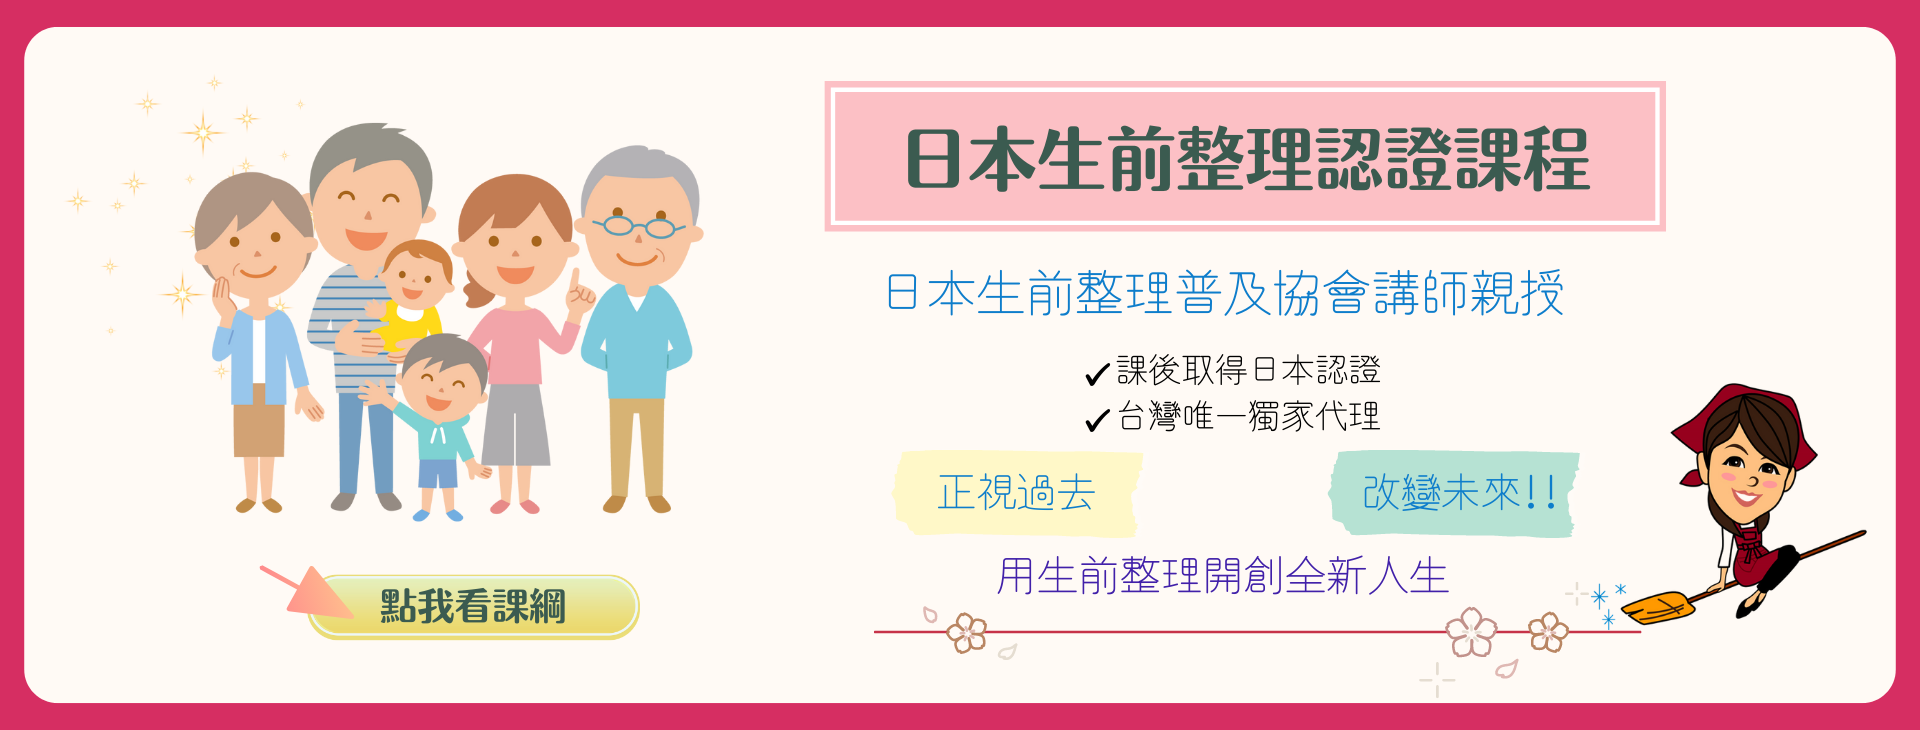 日本生前整理認證課程
日本生前整理普及協會講師親授
✓課後取得日本認證
✓台灣唯一獨家代理
正視過去
改變未來!!
用生前整理開創全新人生
點我看課綱